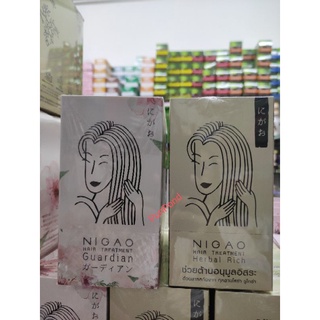 にがお
NIGAO
HAIR TREATMENT
Guardian
ガーディアン
にがお
NIGAO
HAIR TREATMENT
Herbal Rich
ช่วยต้านอนุมูลอิสระ